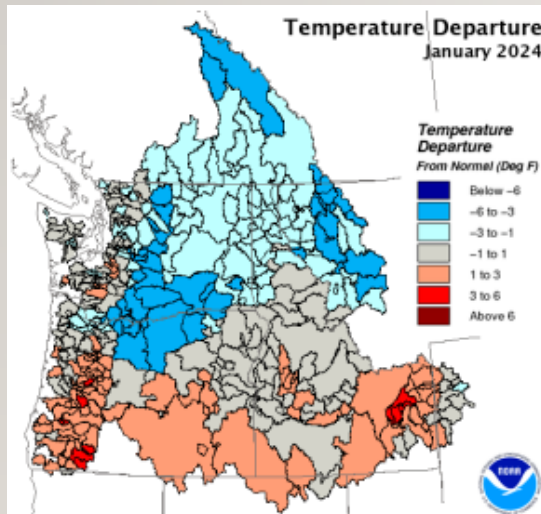 Temperature Departure
January 2024
Temperature
Departure
From Normal (Deg F)
Below -6
-6 to -3
-3 to -1
-1 to 1
1 to 3
3 to 6
Above 6
NOAA